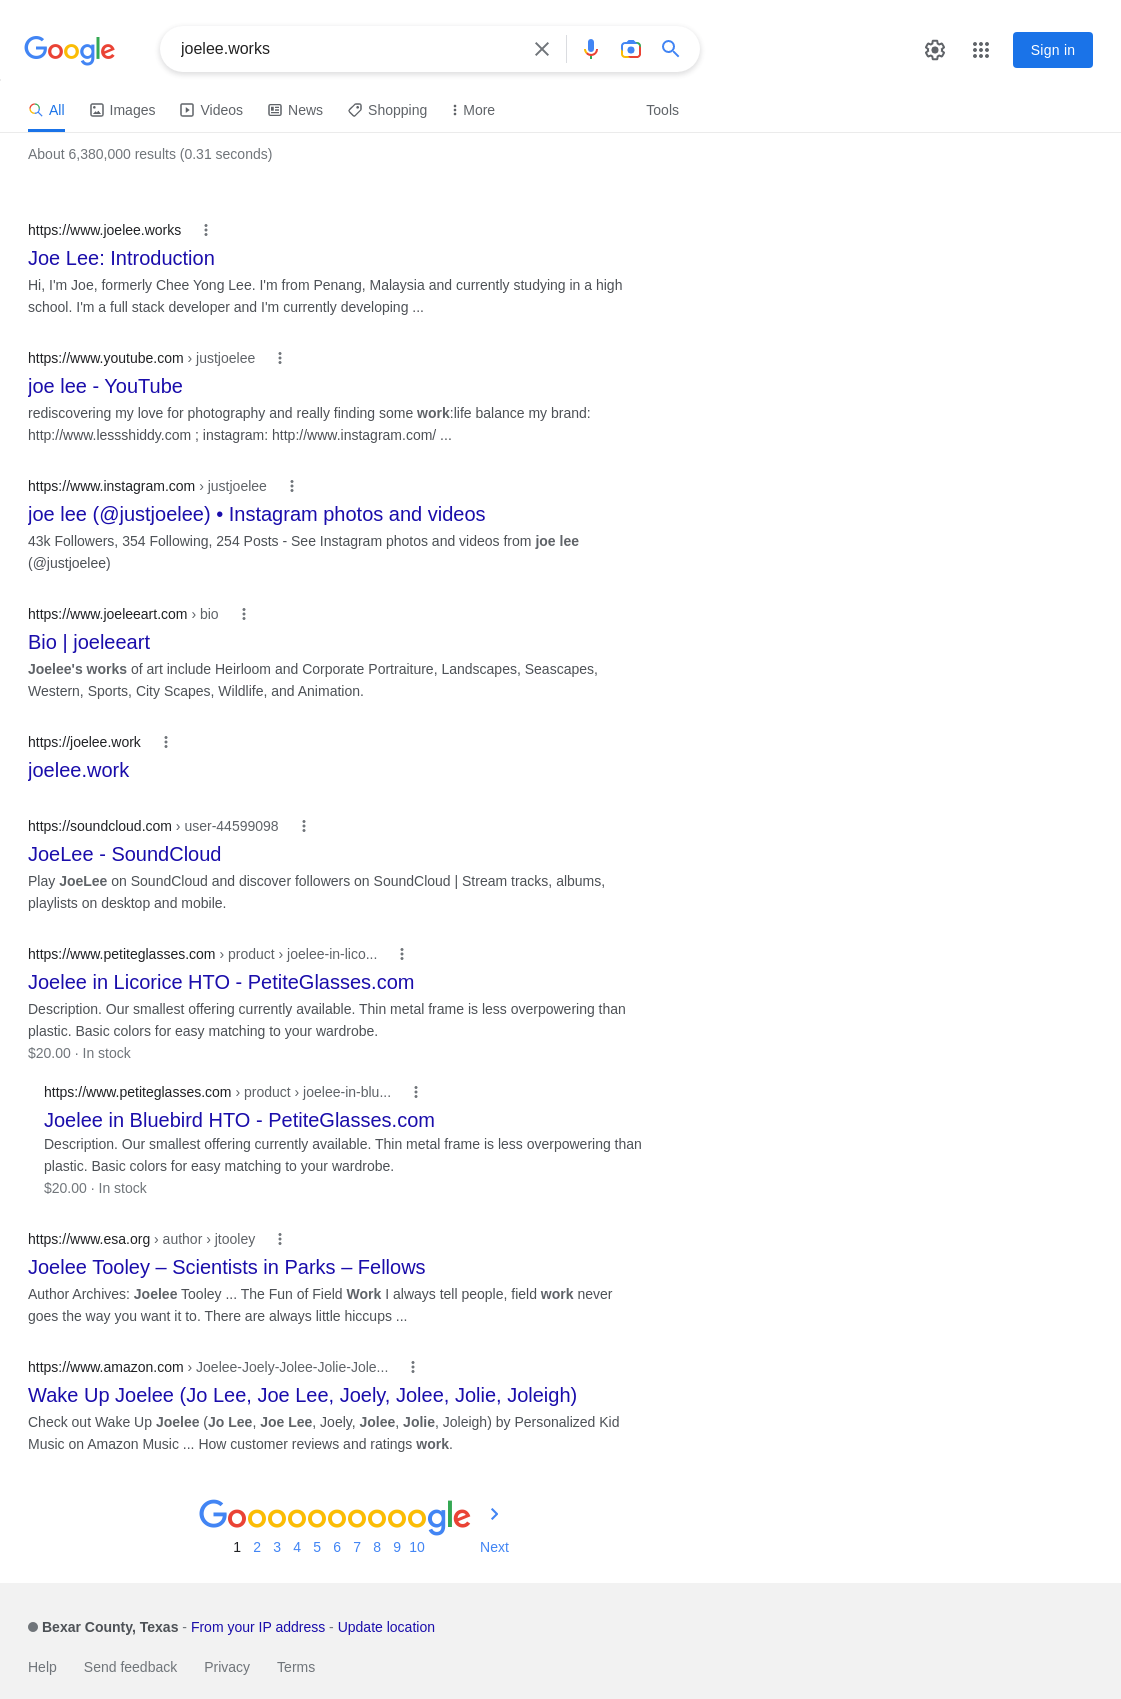 Google
joelee.works
Sign in
All Images Videos News Shopping More Tools
About 6,380,000 results (0.31 seconds)
https://www.joelee.works
Joe Lee: Introduction
Hi, I'm Joe, formerly Chee Yong Lee. I'm from Penang, Malaysia and currently studying in a high
school. I'm a full stack developer and I'm currently developing ...
https://www.youtube.com › justjoelee
joe lee - YouTube
rediscovering my love for photography and really finding some work:life balance my brand:
http://www.lessshiddy.com ; instagram: http://www.instagram.com/ ...
https://www.instagram.com › justjoelee
joe lee (@justjoelee) • Instagram photos and videos
43k Followers, 354 Following, 254 Posts - See Instagram photos and videos from joe lee
(@justjoelee)
https://www.joeleeart.com › bio
Bio | joeleeart
Joelee's works of art include Heirloom and Corporate Portraiture, Landscapes, Seascapes,
Western, Sports, City Scapes, Wildlife, and Animation.
https://joelee.work
joelee.work
https://soundcloud.com › user-44599098
JoeLee - SoundCloud
Play JoeLee on SoundCloud and discover followers on SoundCloud | Stream tracks, albums,
playlists on desktop and mobile.
https://www.petiteglasses.com › product › joelee-in-lico...
Joelee in Licorice HTO - PetiteGlasses.com
Description. Our smallest offering currently available. Thin metal frame is less overpowering than
plastic. Basic colors for easy matching to your wardrobe.
$20.00 · In stock
https://www.petiteglasses.com › product › joelee-in-blu...
Joelee in Bluebird HTO - PetiteGlasses.com
Description. Our smallest offering currently available. Thin metal frame is less overpowering than
plastic. Basic colors for easy matching to your wardrobe.
$20.00 · In stock
https://www.esa.org › author › jtooley
Joelee Tooley – Scientists in Parks – Fellows
Author Archives: Joelee Tooley ... The Fun of Field Work I always tell people, field work never
goes the way you want it to. There are always little hiccups ...
https://www.amazon.com › Joelee-Joely-Jolee-Jolie-Jole...
Wake Up Joelee (Jo Lee, Joe Lee, Joely, Jolee, Jolie, Joleigh)
Check out Wake Up Joelee (Jo Lee, Joe Lee, Joely, Jolee, Jolie, Joleigh) by Personalized Kid
Music on Amazon Music ... How customer reviews and ratings work.
Goooooooooogle
1 2 3 4 5 6 7 8 9 10 Next
Bexar County, Texas - From your IP address - Update location
Help Send feedback Privacy Terms